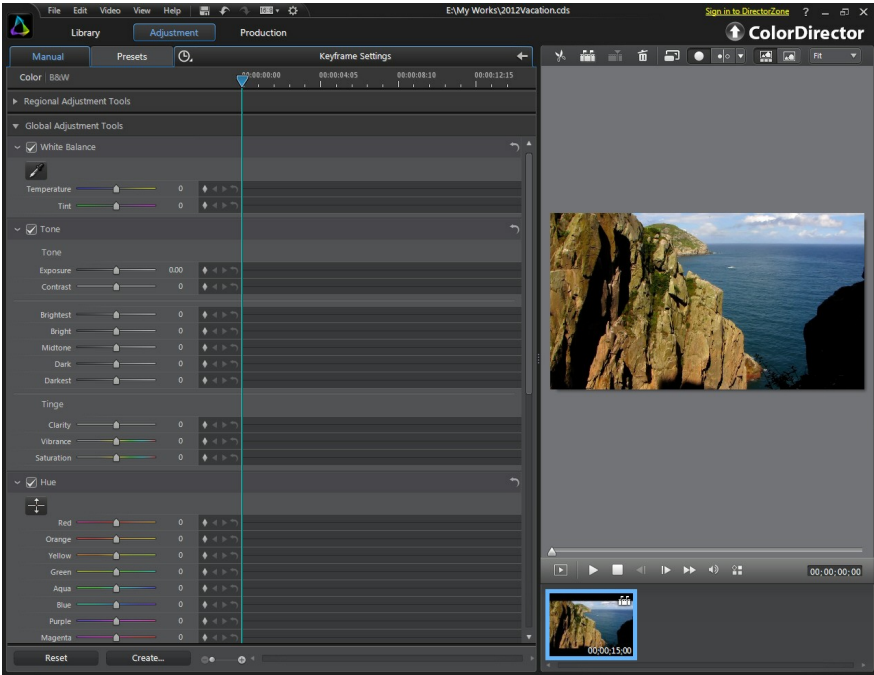 File Edit Video View Help
E:\My Works\2012Vacation.cds
Sign in to DirectorZone ?
Library Adjustment Production
ColorDirector
Manual Presets Keyframe Settings
Fit
Color | B&W
00:00:00:00 00:00:04:05 00:00:08:10 00:00:12:15
Regional Adjustment Tools
Global Adjustment Tools
White Balance
Temperature 0
Tint 0
Tone
Tone
Exposure 0.00
Contrast 0
Brightest 0
Bright 0
Midtone 0
Dark 0
Darkest 0
Tinge
Clarity 0
Vibrance 0
Saturation 0
Hue
Red 0
Orange 0
Yellow 0
Green 0
Aqua 0
Blue 0
Purple 0
Magenta 0
00;00;00;00
00;00;15;00
Reset Create...